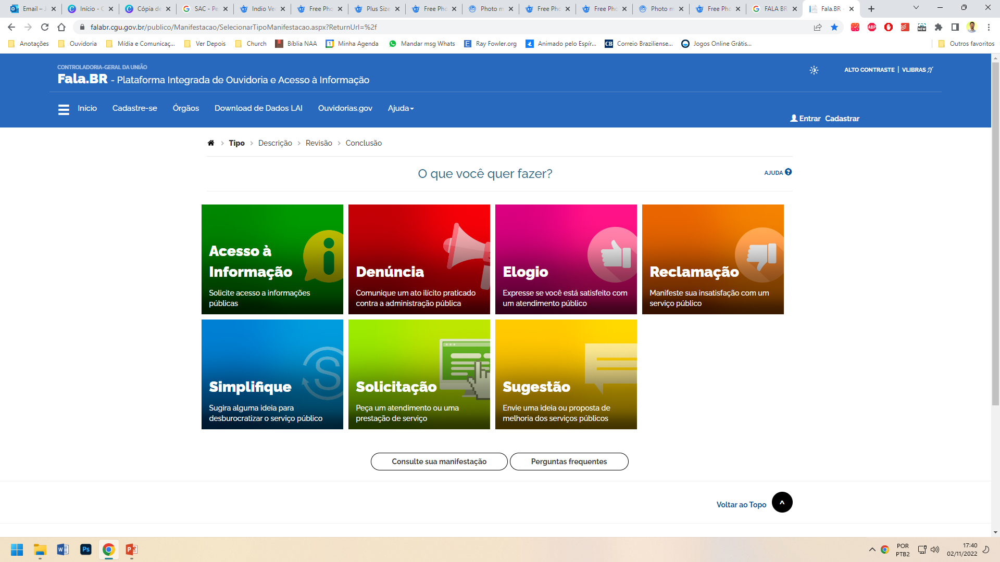 Email – J
Início - C
Cópia de
SAC - Pe
Indio Ve
Free Pho
Plus Size
Free Pho
Photo m
Free Pho
Free Pho
Photo m
Free Pho
FALA BR
Fala.BR -
falabr.cgu.gov.br/publico/Manifestacao/SelecionarTipoManifestacao.aspx?ReturnUrl=%2f
ABP
NEW
Anotações
Ouvidoria
Mídia e Comunicaç...
Ver Depois
Church
Bíblia NAA
Minha Agenda
Mandar msg Whats
Ray Fowler.org
Animado pelo Espír...
CB Correio Braziliense...
Jogos Online Grátis...
Outros favoritos
CONTROLADORIA-GERAL DA UNIÃO
Fala.BR - Plataforma Integrada de Ouvidoria e Acesso à Informação
ALTO CONTRASTE | VLIBRAS
Início Cadastre-se Órgãos Download de Dados LAI Ouvidorias.gov Ajuda
Entrar Cadastrar
Tipo > Descrição > Revisão > Conclusão
O que você quer fazer?
AJUDA ?
Acesso à
Informação
Solicite acesso a informações
públicas
Denúncia
Comunique um ato ilícito praticado
contra a administração pública
Elogio
Expresse se você está satisfeito com
um atendimento público
Reclamação
Manifeste sua insatisfação com um
serviço público
Simplifique
Sugira alguma ideia para
desburocratizar o serviço público
Solicitação
Peça um atendimento ou uma
prestação de serviço
Sugestão
Envie uma ideia ou proposta de
melhoria dos serviços públicos
Consulte sua manifestação
Perguntas frequentes
Voltar ao Topo ^
W
Ps
P
POR
PTB2
17:40
02/11/2022